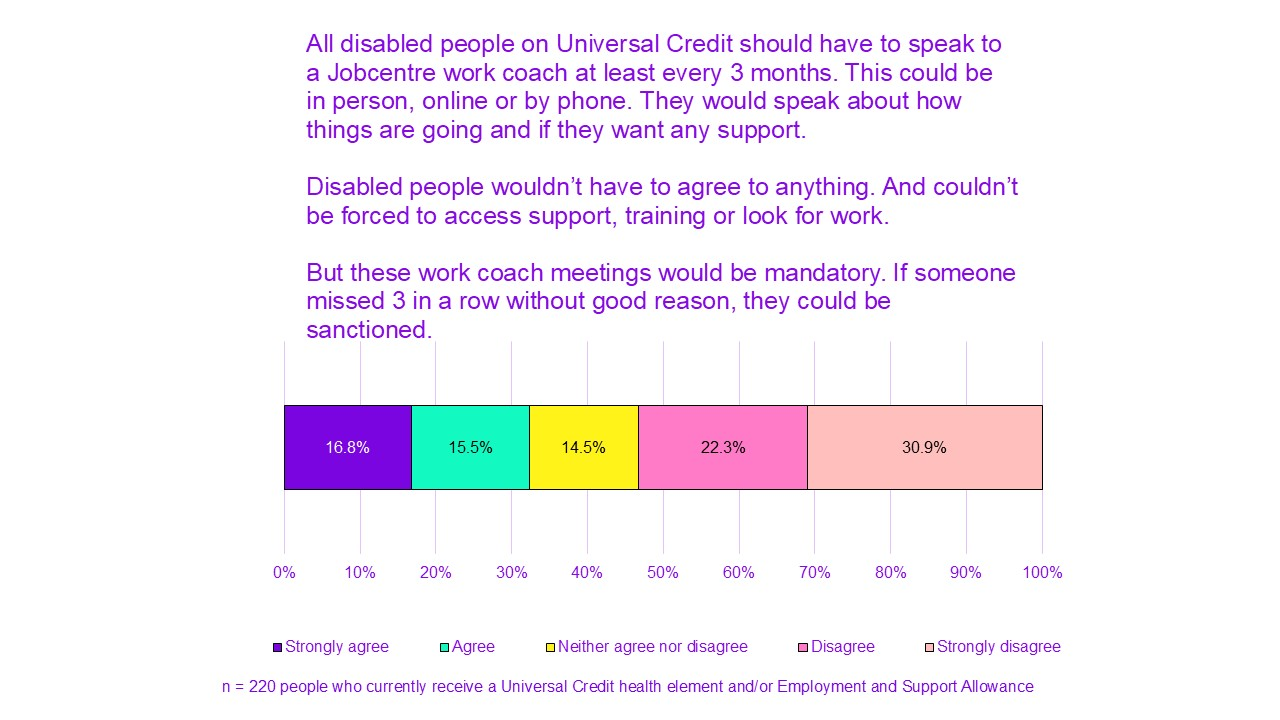 All disabled people on Universal Credit should have to speak to
a Jobcentre work coach at least every 3 months. This could be
in person, online or by phone. They would speak about how
things are going and if they want any support.
Disabled people wouldn’t have to agree to anything. And couldn’t
be forced to access support, training or look for work.
But these work coach meetings would be mandatory. If someone
missed 3 in a row without good reason, they could be
sanctioned.
16.8% 15.5% 14.5% 22.3% 30.9%
0% 10% 20% 30% 40% 50% 60% 70% 80% 90% 100%
Strongly agree Agree Neither agree nor disagree Disagree Strongly disagree
n = 220 people who currently receive a Universal Credit health element and/or Employment and Support Allowance